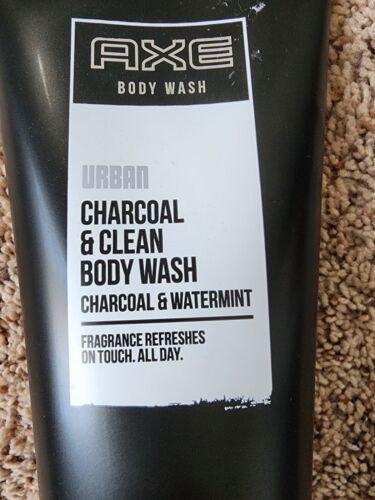 AXE
BODY WASH
URBAN
CHARCOAL
& CLEAN
BODY WASH
CHARCOAL & WATERMINT
FRAGRANCE REFRESHES
ON TOUCH. ALL DAY.